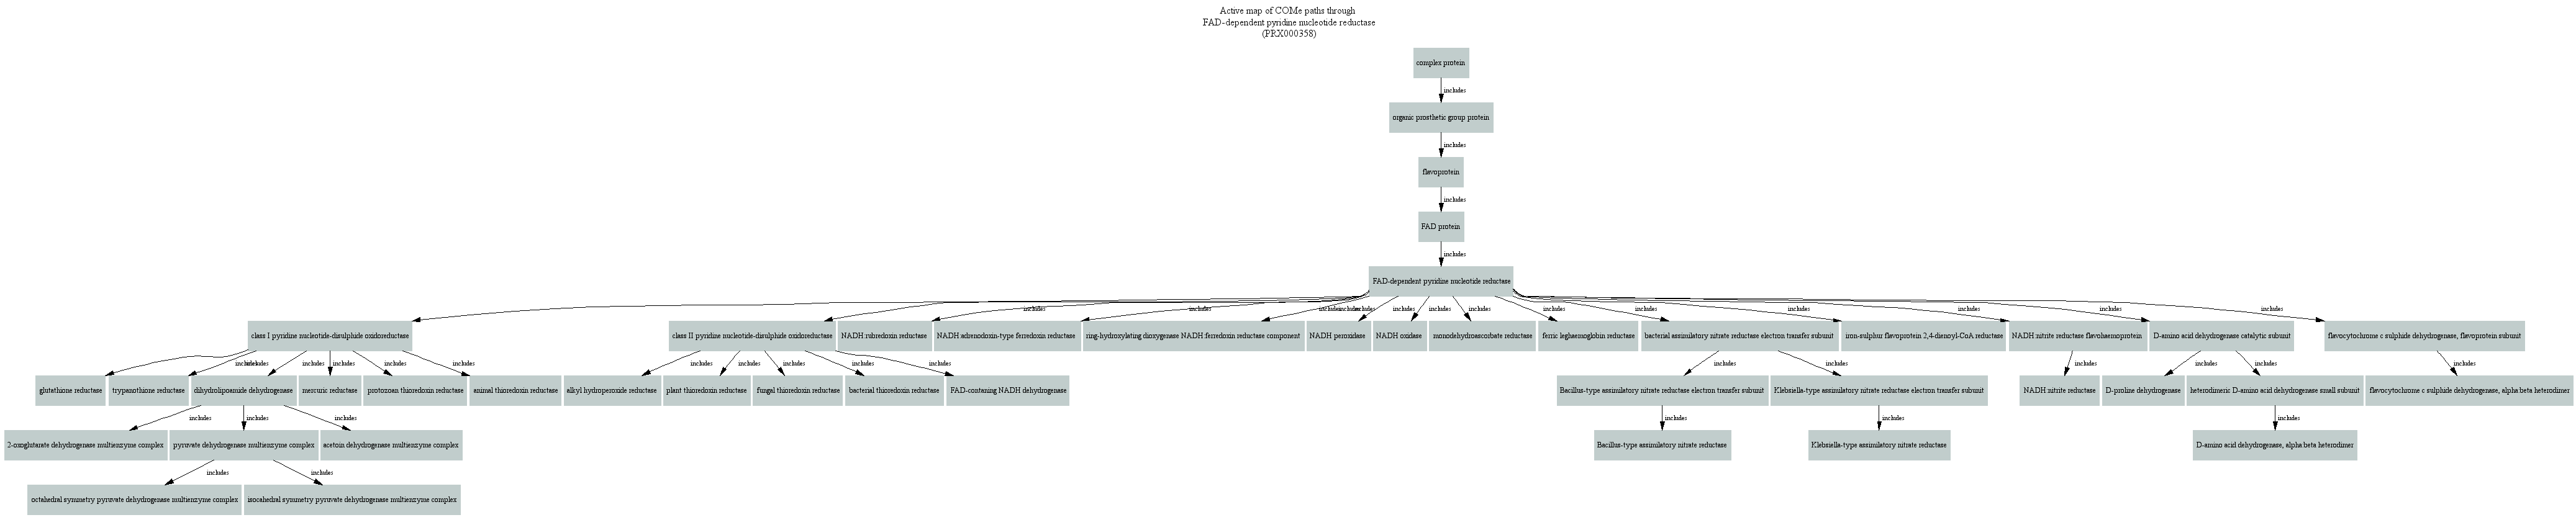 Active map of COMe paths through
FAD-dependent pyridine nucleotide reductase
(PRX000358)
complex protein
includes
organic prosthetic group protein
includes
flavoprotein
includes
FAD protein
includes
FAD-dependent pyridine nucleotide reductase
includes includes includes includes includes includes includes includes includes includes includes includes includes
class I pyridine nucleotide-disulphide oxidoreductase
class II pyridine nucleotide-disulphide oxidoreductase
NADH rubredoxin reductase
NADH adrenodoxin-type ferredoxin reductase
ring-hydroxylating dioxygenase NADH ferredoxin reductase component
NADH peroxidase
NADH oxidase
monodehydroascorbate reductase
ferric leghaemoglobin reductase
bacterial assimilatory nitrate reductase electron transfer subunit
iron-sulphur flavoprotein 2,4-dienoyl-CoA reductase
NADH nitrite reductase flavohaemoprotein
D-amino acid dehydrogenase catalytic subunit
flavocytochrome c sulphide dehydrogenase, flavoprotein subunit
includes includes includes includes includes includes includes includes includes includes includes includes includes includes includes includes includes
glutathione reductase
trypanothione reductase
dihydrolipoamide dehydrogenase
mercuric reductase
protozoan thioredoxin reductase
animal thioredoxin reductase
alkyl hydroperoxide reductase
plant thioredoxin reductase
fungal thioredoxin reductase
bacterial thioredoxin reductase
FAD-contaning NADH dehydrogenase
Bacillus-type assimilatory nitrate reductase electron transfer subunit
Klebsiella-type assimilatory nitrate reductase electron transfer subunit
NADH nitrite reductase
D-proline dehydrogenase
heterodimeric D-amino acid dehydrogenase small subunit
flavocytochrome c sulphide dehydrogenase, alpha beta heterodimer
includes includes includes includes includes includes
2-oxoglutarate dehydrogenase multienzyme complex
pyruvate dehydrogenase multienzyme complex
acetoin dehydrogenase multienzyme complex
Bacillus-type assimilatory nitrate reductase
Klebsiella-type assimilatory nitrate reductase
D-amino acid dehydrogenase, alpha beta heterodimer
includes includes
octahedral symmetry pyruvate dehydrogenase multienzyme complex
isocahedral symmetry pyruvate dehydrogenase multienzyme complex